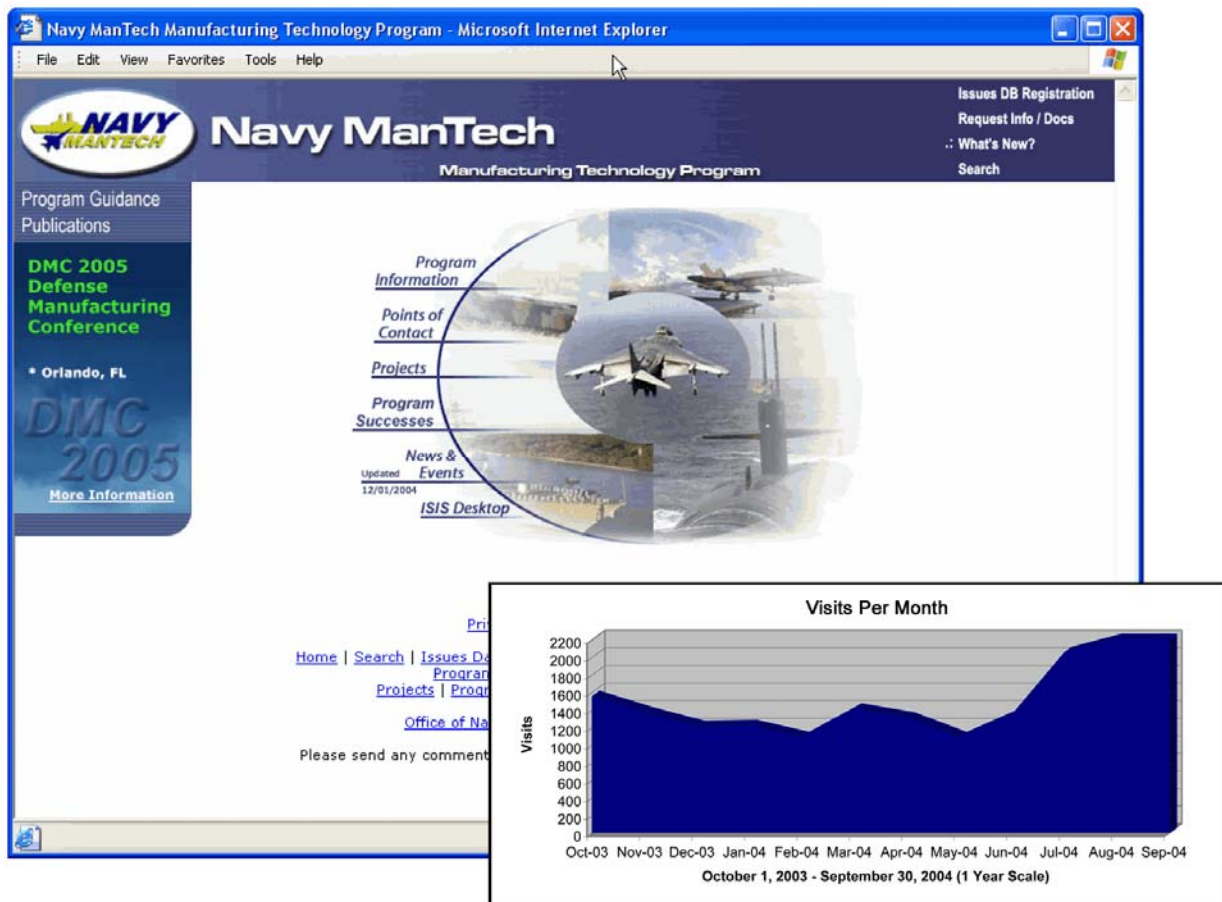 Navy ManTech Manufacturing Technology Program - Microsoft Internet Explorer
File Edit View Favorites Tools Help
NAVY
MANTECH
Navy ManTech
Manufacturing Technology Program
Issues DB Registration
Request Info / Docs
.: What's New?
Search
Program Guidance
Publications
DMC 2005
Defense
Manufacturing
Conference
* Orlando, FL
DMC
2005
More Information
Program
Information
Points of
Contact
Projects
Program
Successes
News &
Events
Updated
12/01/2004
ISIS Desktop
Home | Search | Issues
Projects |
Office of
Please send any comment
Visits Per Month
Visits
2200
2000
1800
1600
1400
1200
1000
800
600
400
200
0
Oct-03 Nov-03 Dec-03 Jan-04 Feb-04 Mar-04 Apr-04 May-04 Jun-04 Jul-04 Aug-04 Sep-04
October 1, 2003 - September 30, 2004 (1 Year Scale)